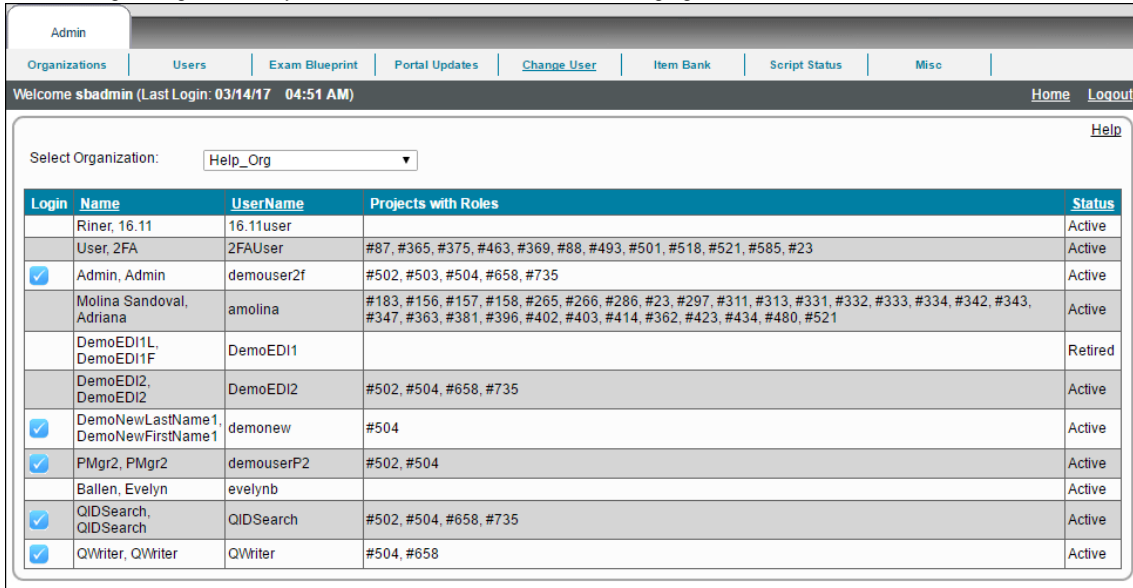 Admin
Organizations Users Exam Blueprint Portal Updates Change User Item Bank Script Status Misc
Welcome sbadmin (Last Login: 03/14/17 04:51 AM) Home Logout
Help
Select Organization: Help_Org
Login Name UserName Projects with Roles Status
Riner, 16.11 16.11user Active
User, 2FA 2FAUser #87, #365, #375, #463, #369, #88, #493, #501, #518, #521, #585, #23 Active
Admin, Admin demouser2f #502, #503, #504, #658, #735 Active
Molina Sandoval,
Adriana amolina #183, #156, #157, #158, #265, #266, #286, #23, #297, #311, #313, #331, #332, #333, #334, #342, #343,
#347, #363, #381, #396, #402, #403, #414, #362, #423, #434, #480, #521 Active
DemoEDI1L,
DemoEDI1F DemoEDI1 Retired
DemoEDI2,
DemoEDI2 DemoEDI2 #502, #504, #658, #735 Active
DemoNewLastName1,
DemoNewFirstName1 demonew #504 Active
PMgr2, PMgr2 demouserP2 #502, #504 Active
Ballen, Evelyn evelynb Active
QIDSearch,
QIDSearch QIDSearch #502, #504, #658, #735 Active
QWriter, QWriter QWriter #504, #658 Active